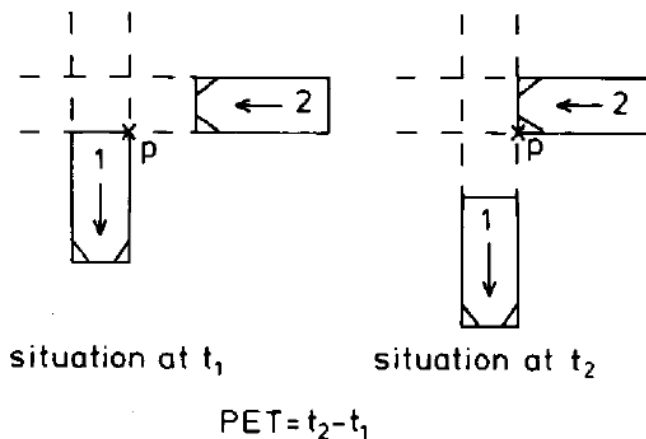 1
2
p
situation at t₁
1
2
p
situation at t₂
PET = t₂-t₁